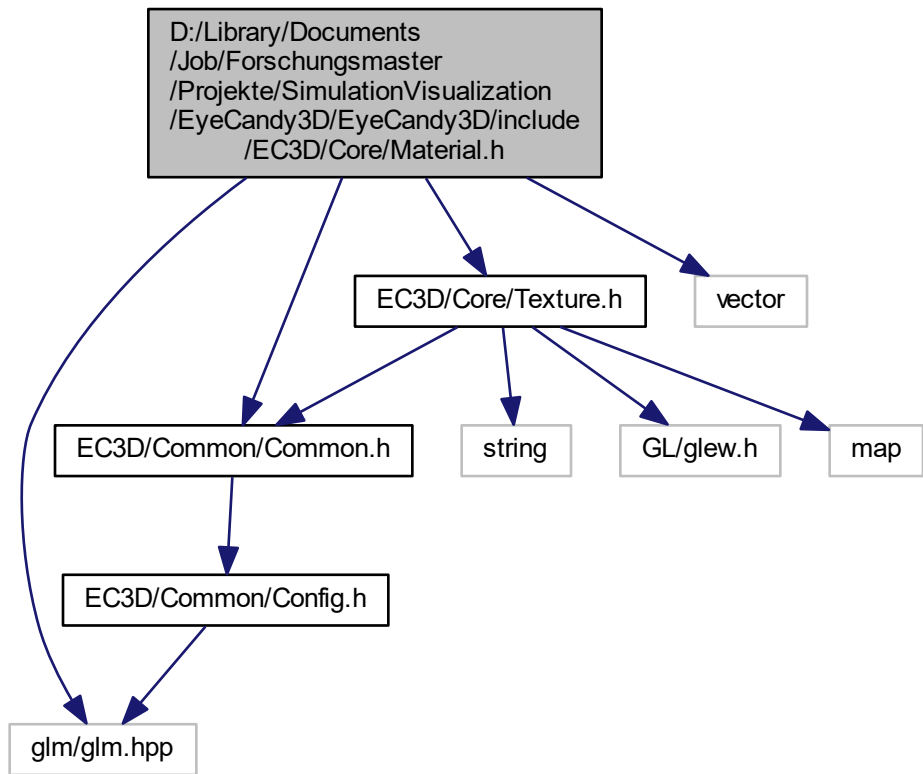 D:/Library/Documents
/Job/Forschungsmaster
/Projekte/SimulationVisualization
/EyeCandy3D/EyeCandy3D/include
/EC3D/Core/Material.h
EC3D/Core/Texture.h
vector
EC3D/Common/Common.h
string
GL/glew.h
map
EC3D/Common/Config.h
glm/glm.hpp